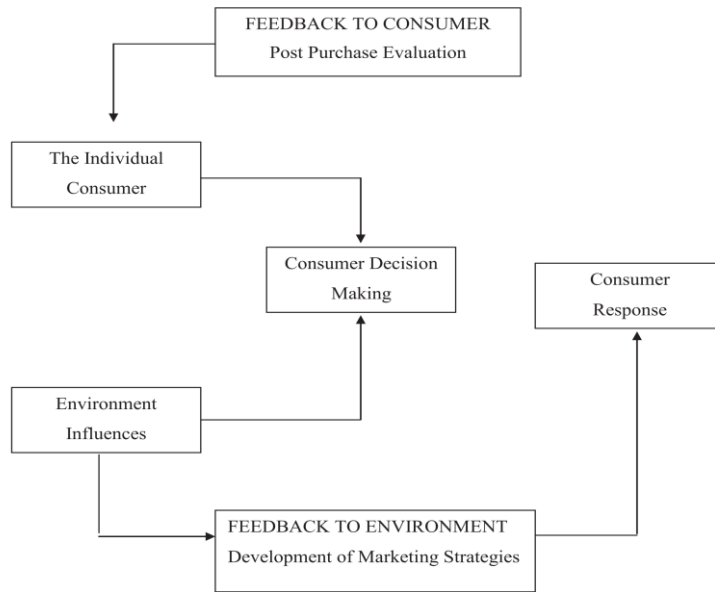 FEEDBACK TO CONSUMER
Post Purchase Evaluation
The Individual
Consumer
Consumer Decision
Making
Consumer
Response
Environment
Influences
FEEDBACK TO ENVIRONMENT
Development of Marketing Strategies